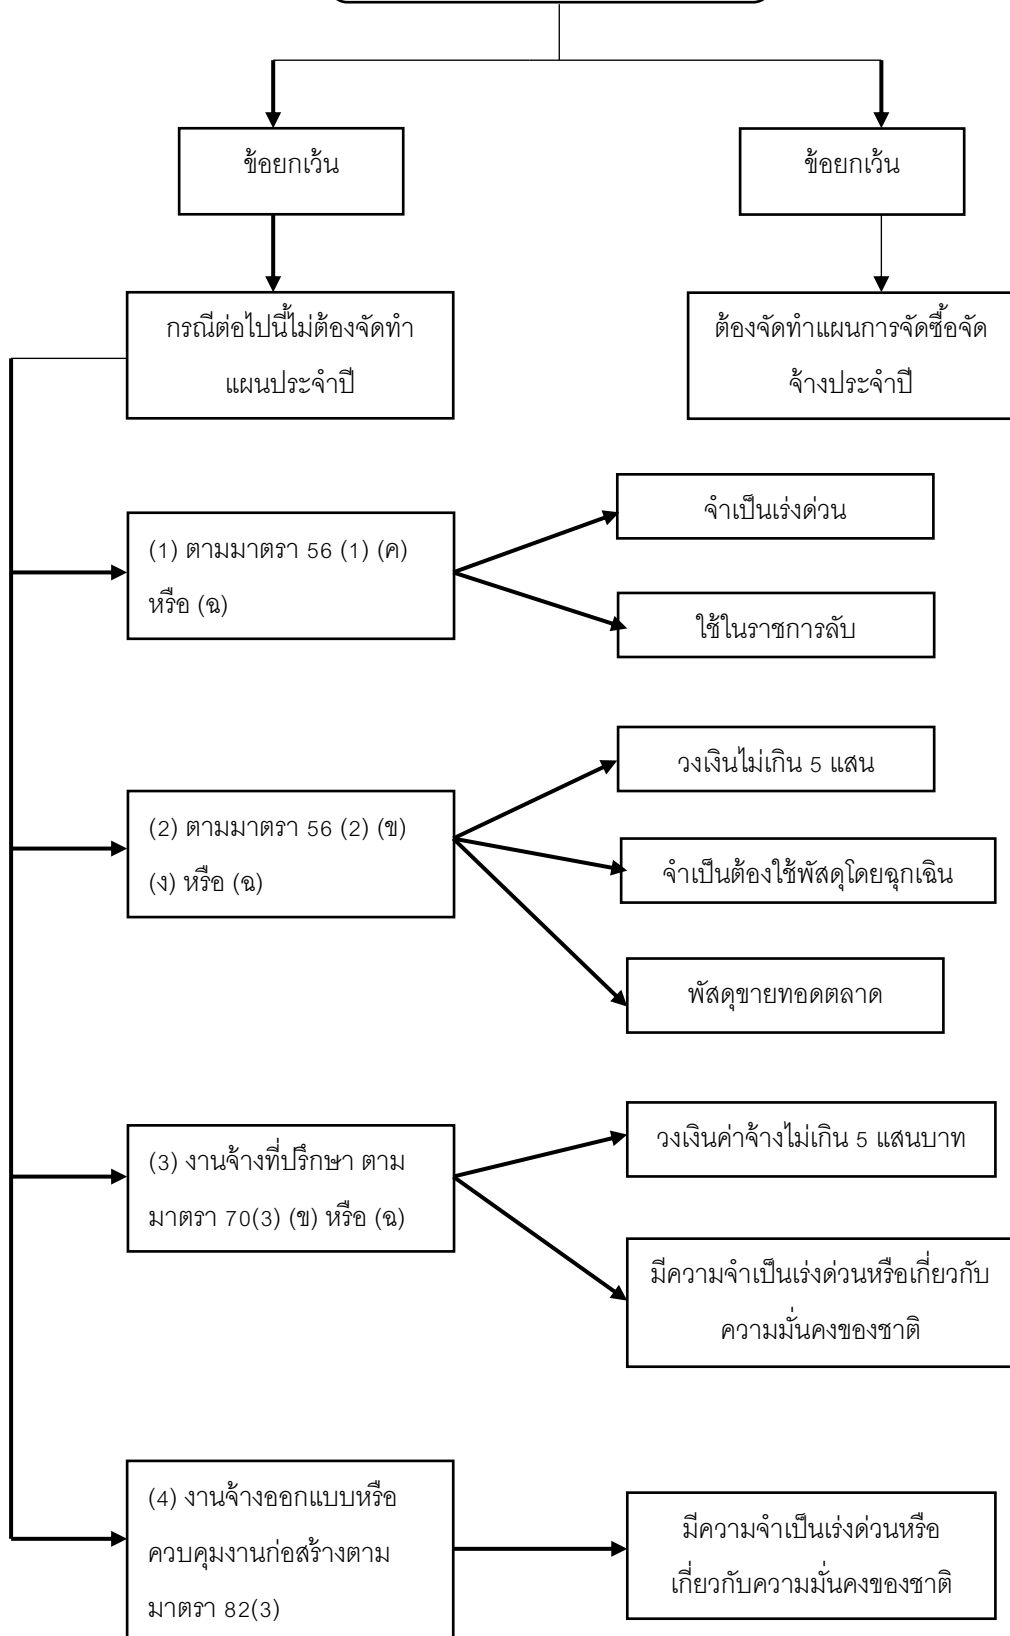 ข้อยกเว้น
ข้อยกเว้น
กรณีต่อไปนี้ไม่ต้องจัดทำ
แผนประจำปี
ต้องจัดทำแผนการจัดซื้อจัด
จ้างประจำปี
(1) ตามมาตรา 56 (1) (ค)
หรือ (ฉ)
จำเป็นเร่งด่วน
ใช้ในราชการลับ
(2) ตามมาตรา 56 (2) (ข)
(ง) หรือ (ฉ)
วงเงินไม่เกิน 5 แสน
จำเป็นต้องใช้พัสดุโดยฉุกเฉิน
พัสดุขายทอดตลาด
(3) งานจ้างที่ปรึกษา ตาม
มาตรา 70(3) (ข) หรือ (ฉ)
วงเงินค่าจ้างไม่เกิน 5 แสนบาท
มีความจำเป็นเร่งด่วนหรือเกี่ยวกับ
ความมั่นคงของชาติ
(4) งานจ้างออกแบบหรือ
ควบคุมงานก่อสร้างตาม
มาตรา 82(3)
มีความจำเป็นเร่งด่วนหรือ
เกี่ยวกับความมั่นคงของชาติ